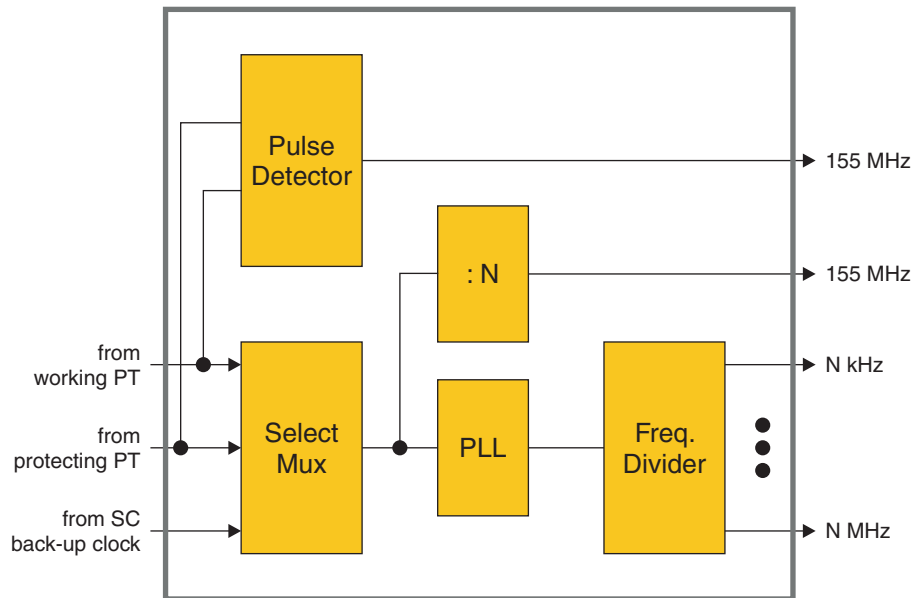 Pulse
Detector
155 MHz
: N
155 MHz
from
working PT
N kHz
from
protecting PT
Select
Mux
PLL
Freq.
Divider
from SC
back-up clock
N MHz